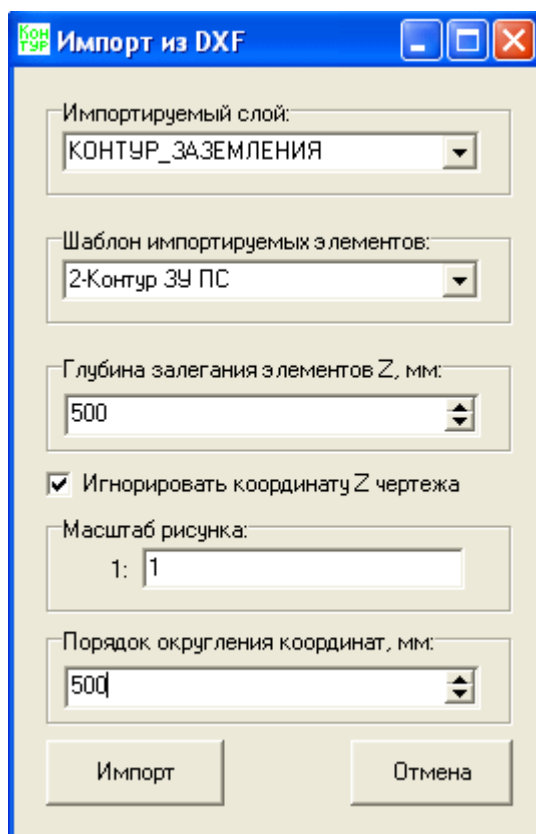 КОН ТУР Импорт из DXF
Импортируемый слой:
КОНТУР_ЗАЗЕМЛЕНИЯ
Шаблон импортируемых элементов:
2-Контур ЗУ ПС
Глубина залегания элементов Z, мм:
500
Игнорировать координату Z чертежа
Масштаб рисунка:
1: 1
Порядок округления координат, мм:
500
Импорт Отмена